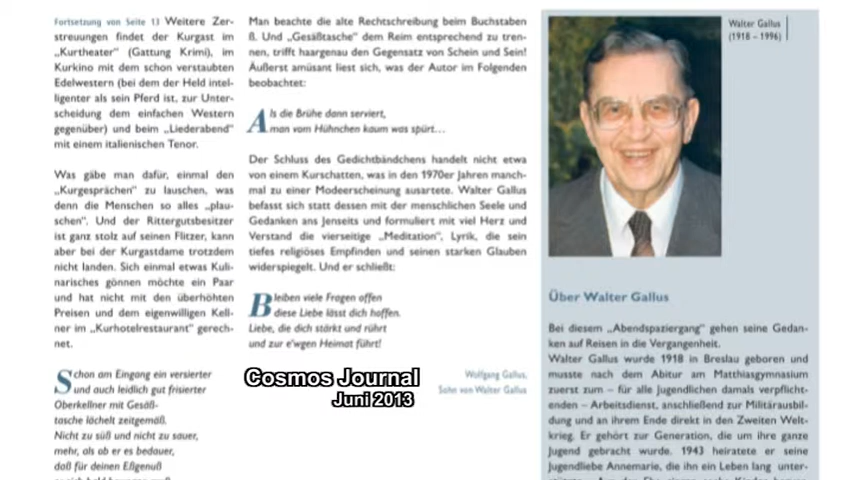 Fortsetzung von Seite 13 Weitere Zer-
streuungen findet der Kurgast im
„Kurtheater“ (Gattung Krimi), im
Kurkino mit dem schon verstaubten
Edelwestern (bei dem der Held intel-
ligenter als sein Pferd ist, zur Unter-
scheidung dem einfachen Western
gegenüber) und beim „Liederabend“
mit einem italienischen Tenor.
Was gäbe man dafür, einmal den
„Kurgesprächen“ zu lauschen, was
denn die Menschen so alles „plau-
schen“. Und der Rittergutsbesitzer
ist ganz stolz auf seinen Flitzer, kann
aber bei der Kurgastdame trotzdem
nicht landen. Sich einmal etwas Kuli-
narisches gönnen möchte ein Paar
und hat nicht mit den überhöhten
Preisen und dem eigenwilligen Kell-
ner im „Kurhotelrestaurant“ gerech-
net.
Schon am Eingang ein versierter
und auch leidlich gut frisierter
Oberkellner mit Gesäß-
tasche lächelt zeitgemäß.
Nicht zu süß und nicht zu sauer,
mehr, als ob er es bedauer,
daß für deinen Eßgenuß
Man beachte die alte Rechtschreibung beim Buchstaben
ß. Und „Gesäßtasche“ dem Reim entsprechend zu tren-
nen, trifft haargenau den Gegensatz von Schein und Sein!
Äußerst amüsant liest sich, was der Autor im Folgenden
beobachtet:
Als die Brühe dann serviert,
man vom Hühnchen kaum was spürt…
Der Schluss des Gedichtbändchens handelt nicht etwa
von einem Kurschatten, was in den 1970er Jahren manch-
mal zu einer Modeerscheinung ausartete. Walter Gallus
befasst sich statt dessen mit der menschlichen Seele und
Gedanken ans Jenseits und formuliert mit viel Herz und
Verstand die vierseitige „Meditation“, Lyrik, die sein
tiefes religiöses Empfinden und seinen starken Glauben
widerspiegelt. Und er schließt:
Bleiben viele Fragen offen
diese Liebe lässt dich hoffen.
Liebe, die dich stärkt und rührt
und zur e'wgen Heimat führt!
Wolfgang Gallus,
Sohn von Walter Gallus
Cosmos Journal
Juni 2013
Walter Gallus
(1918 – 1996)
Über Walter Gallus
Bei diesem „Abendspaziergang“ gehen seine Gedan-
ken auf Reisen in die Vergangenheit.
Walter Gallus wurde 1918 in Breslau geboren und
musste nach dem Abitur am Matthiasgymnasium
zuerst zum – für alle Jugendlichen damals verpflicht-
enden – Arbeitsdienst, anschließend zur Militärausbil-
dung und an ihrem Ende direkt in den Zweiten Welt-
krieg. Er gehört zur Generation, die um ihre ganze
Jugend gebracht wurde. 1943 heiratete er seine
Jugendliebe Annemarie, die ihn ein Leben lang unter-